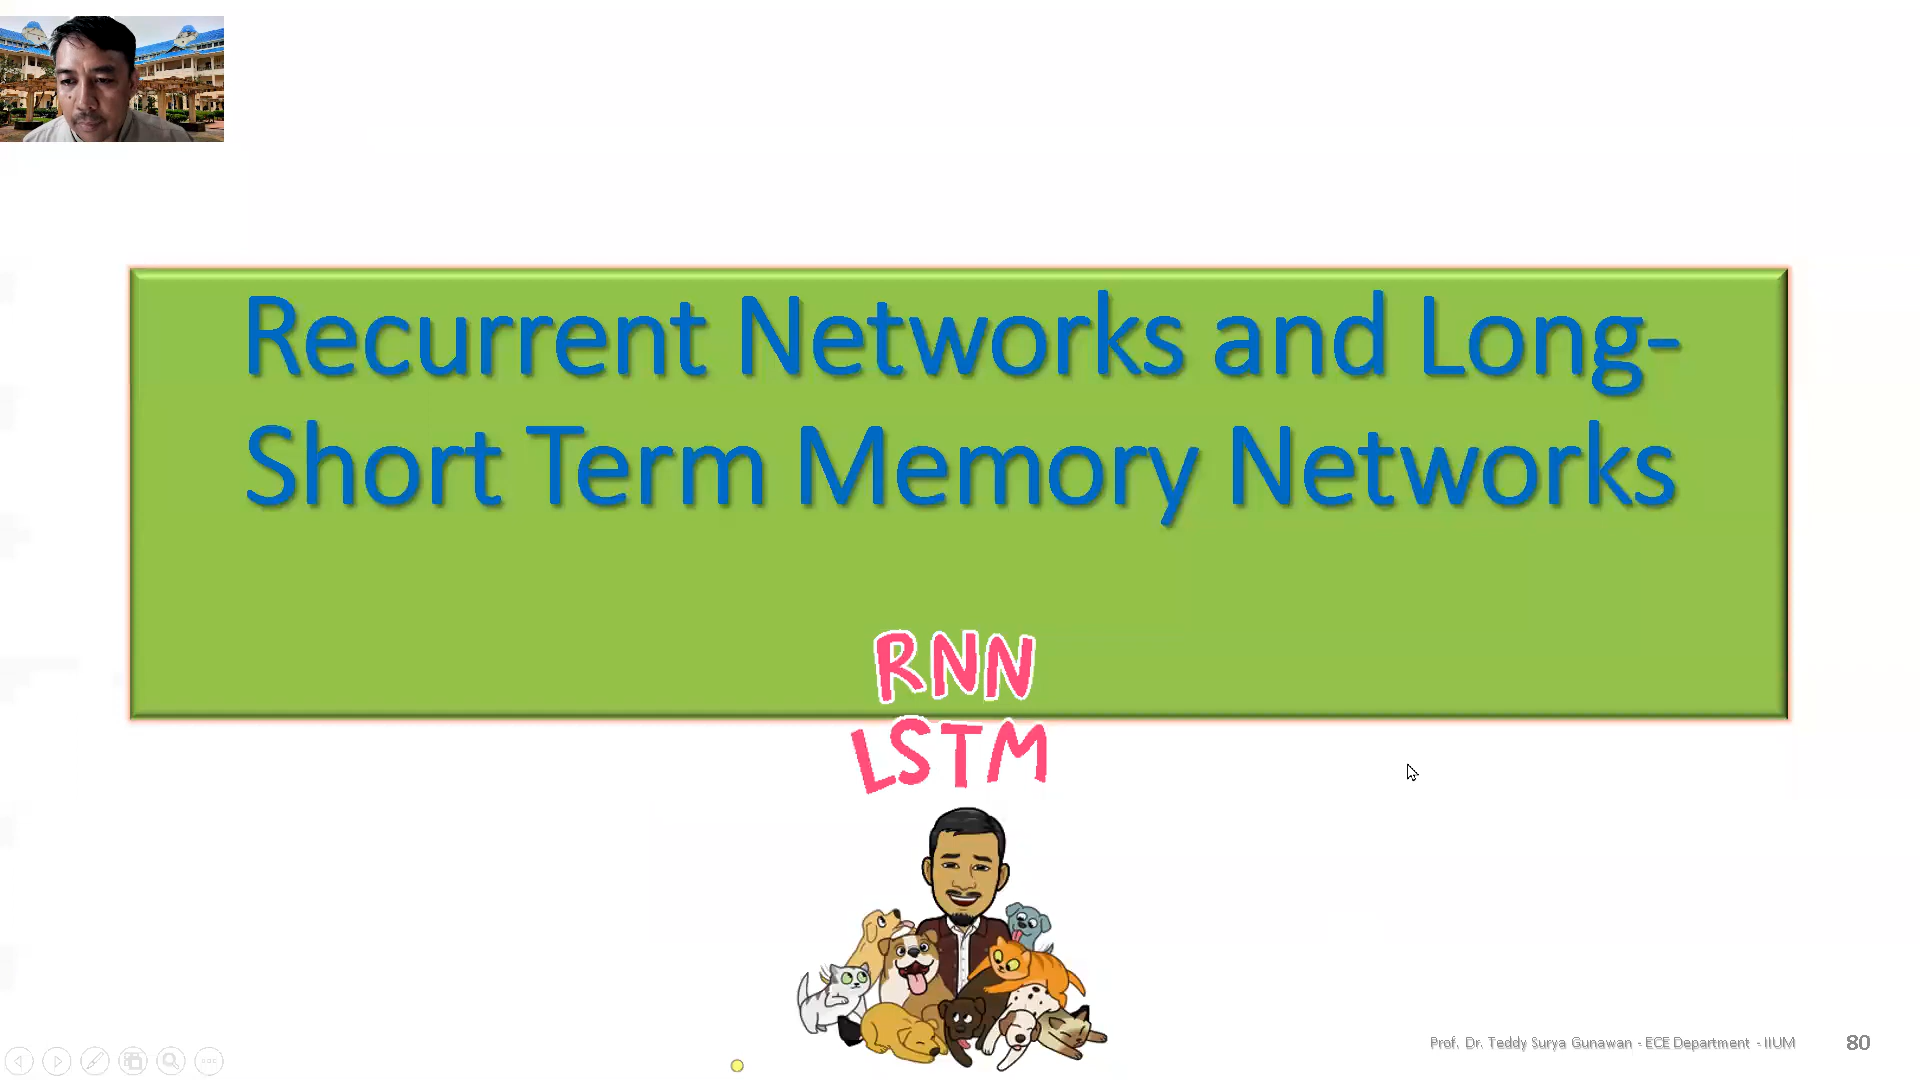 Recurrent Networks and Long-
Short Term Memory Networks
RNN
LSTM
Prof. Dr. Teddy Surya Gunawan - ECE Department - IIUM
80